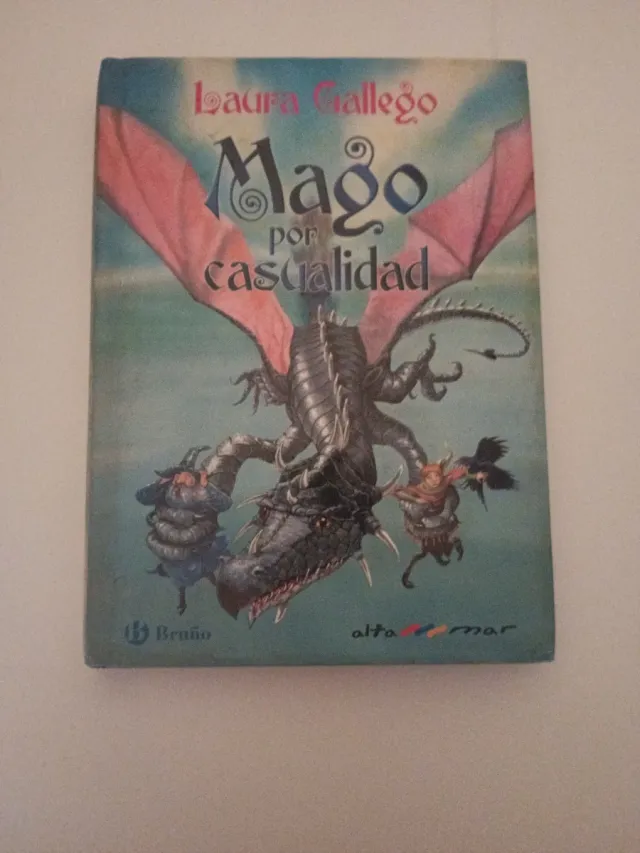 Laura Gallego
Mago
por
casualidad
Bruño
alta mar